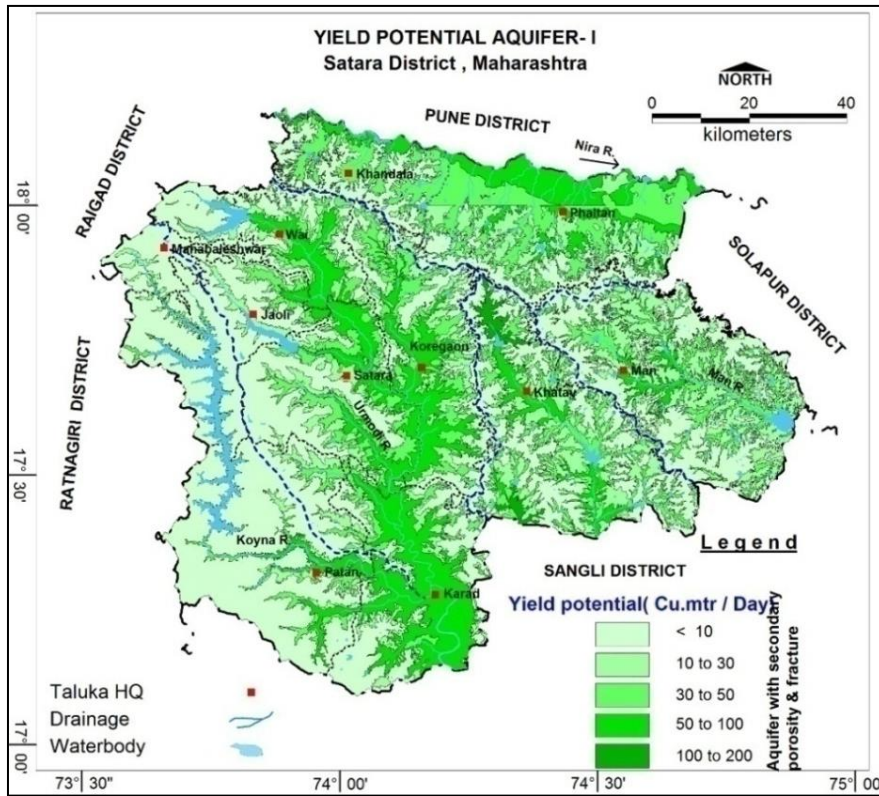 YIELD POTENTIAL AQUIFER- I
Satara District , Maharashtra
NORTH
0 20 40
kilometers
PUNE DISTRICT
Nira R.
RAIGAD DISTRICT
SOLAPUR DISTRICT
RATNAGIRI DISTRICT
SANGLI DISTRICT
Khandala
Phaltan
Wai
Mahabaleshwar
Jaoli
Koregaon
Satara
Khatav
Man
Man R.
Urmodi R.
Koyna R.
Patan
Karad
18° 00'
17° 30'
17° 00'
73° 30'
74° 00'
74° 30'
75° 00'
Legend
Yield potential( Cu.mtr / Day)
< 10
10 to 30
30 to 50
50 to 100
100 to 200
Aquifer with secondary
porosity & fracture
Taluka HQ
Drainage
Waterbody